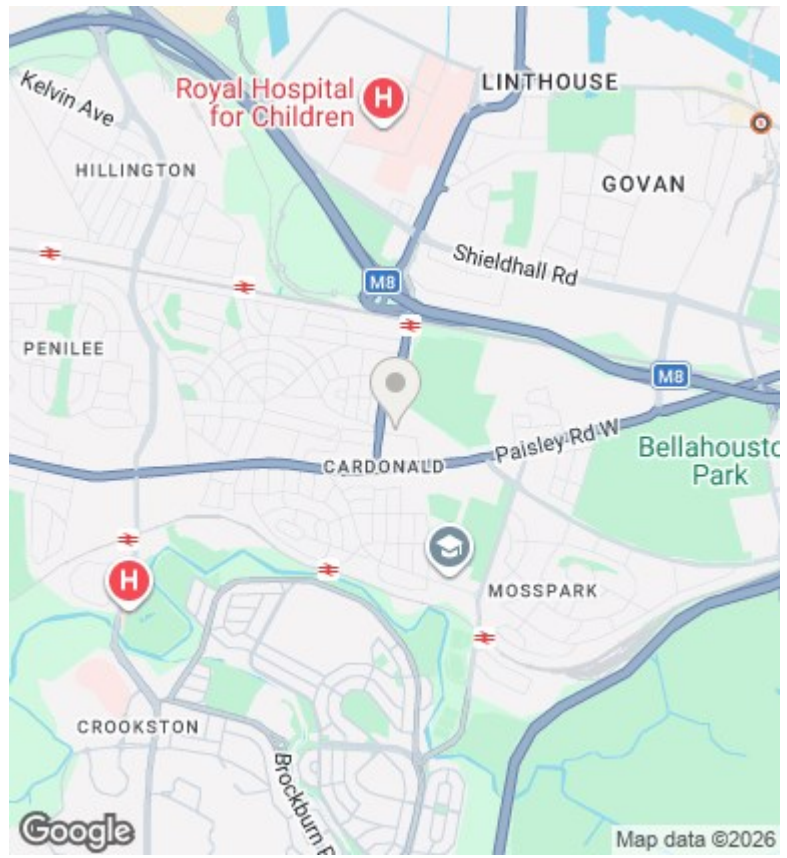 Kelvin Ave
Royal Hospital
for Children
H
LINTHOUSE
HILLINGTON
GOVAN
Shieldhall Rd
M8
PENILEE
M8
Paisley Rd W
CARDONALD
Bellahousto
Park
H
MOSSPARK
CROOKSTON
Brockburn R
Google
Map data ©2026